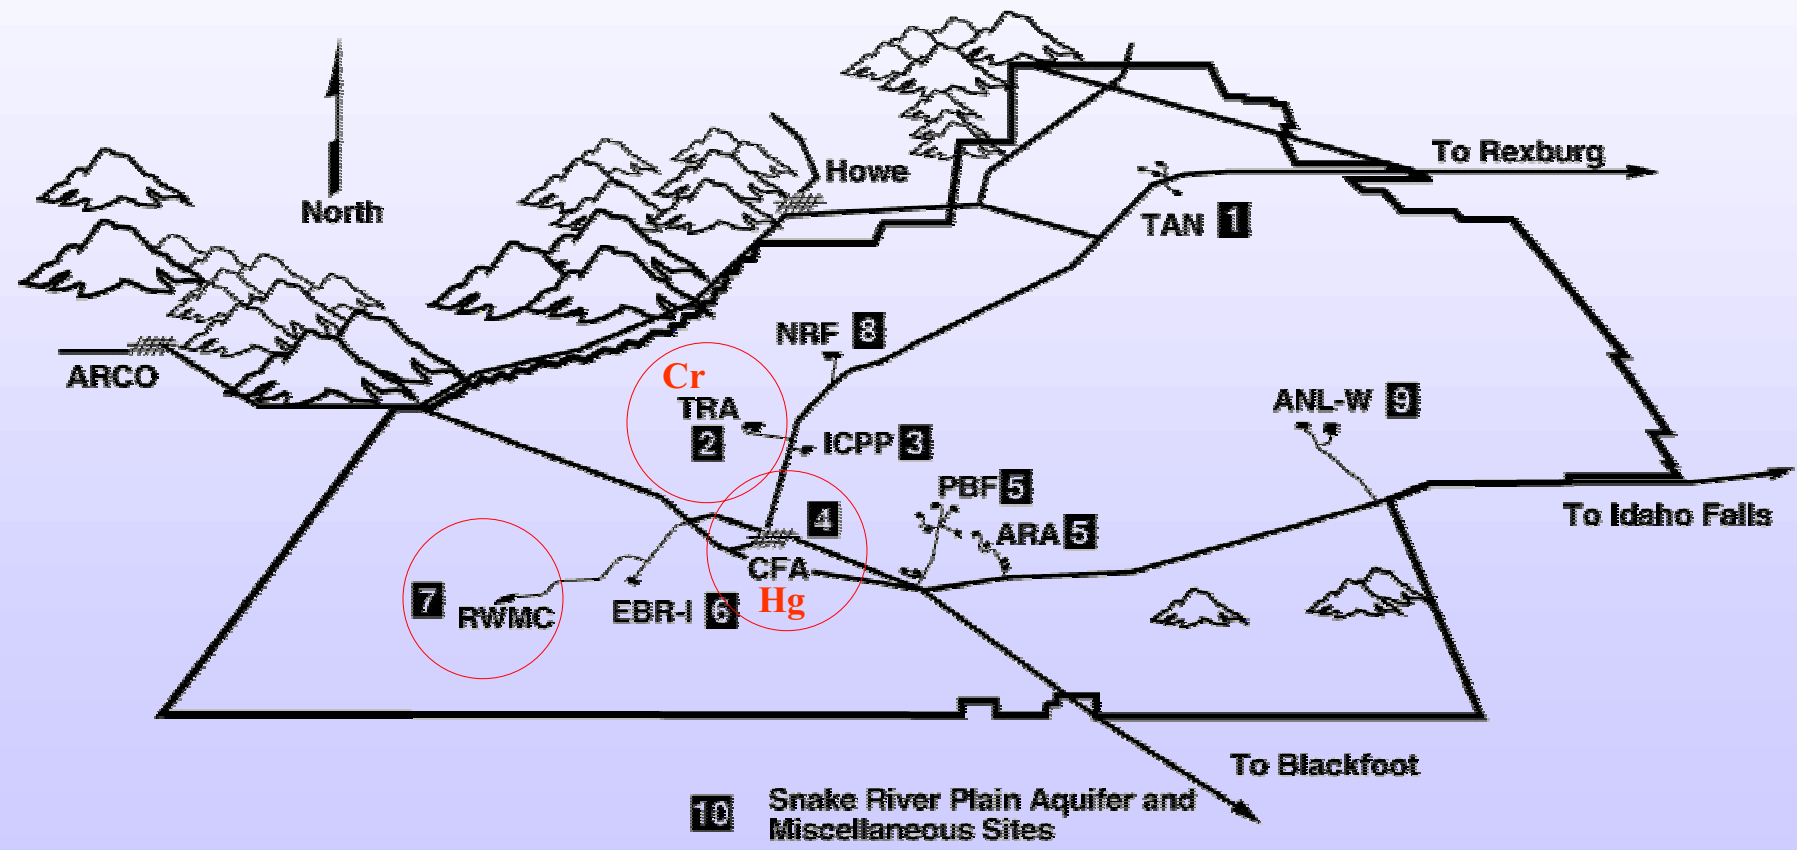 To Rexburg
Howe
North
TAN 1
NRF 8
ARCO
Cr
TRA
2
ICPP 3
ANL-W 9
PBF 5
4
ARA 5
To Idaho Falls
CFA
Hg
7
RWMC
EBR-I 6
To Blackfoot
10 Snake River Plain Aquifer and
Miscellaneous Sites